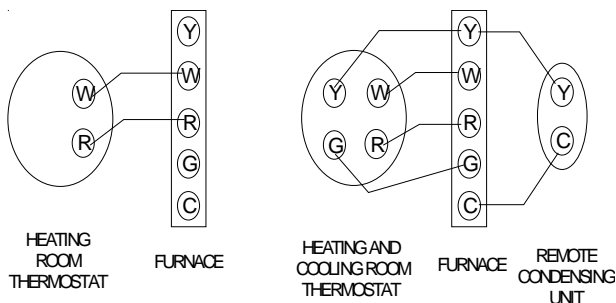 W
R
HEATING
ROOM
THERMOSTAT
Y
W
R
G
C
FURNACE
Y
W
G
R
HEATING AND
COOLING ROOM
THERMOSTAT
Y
W
R
G
C
FURNACE
Y
C
REMOTE
CONDENSING
UNIT